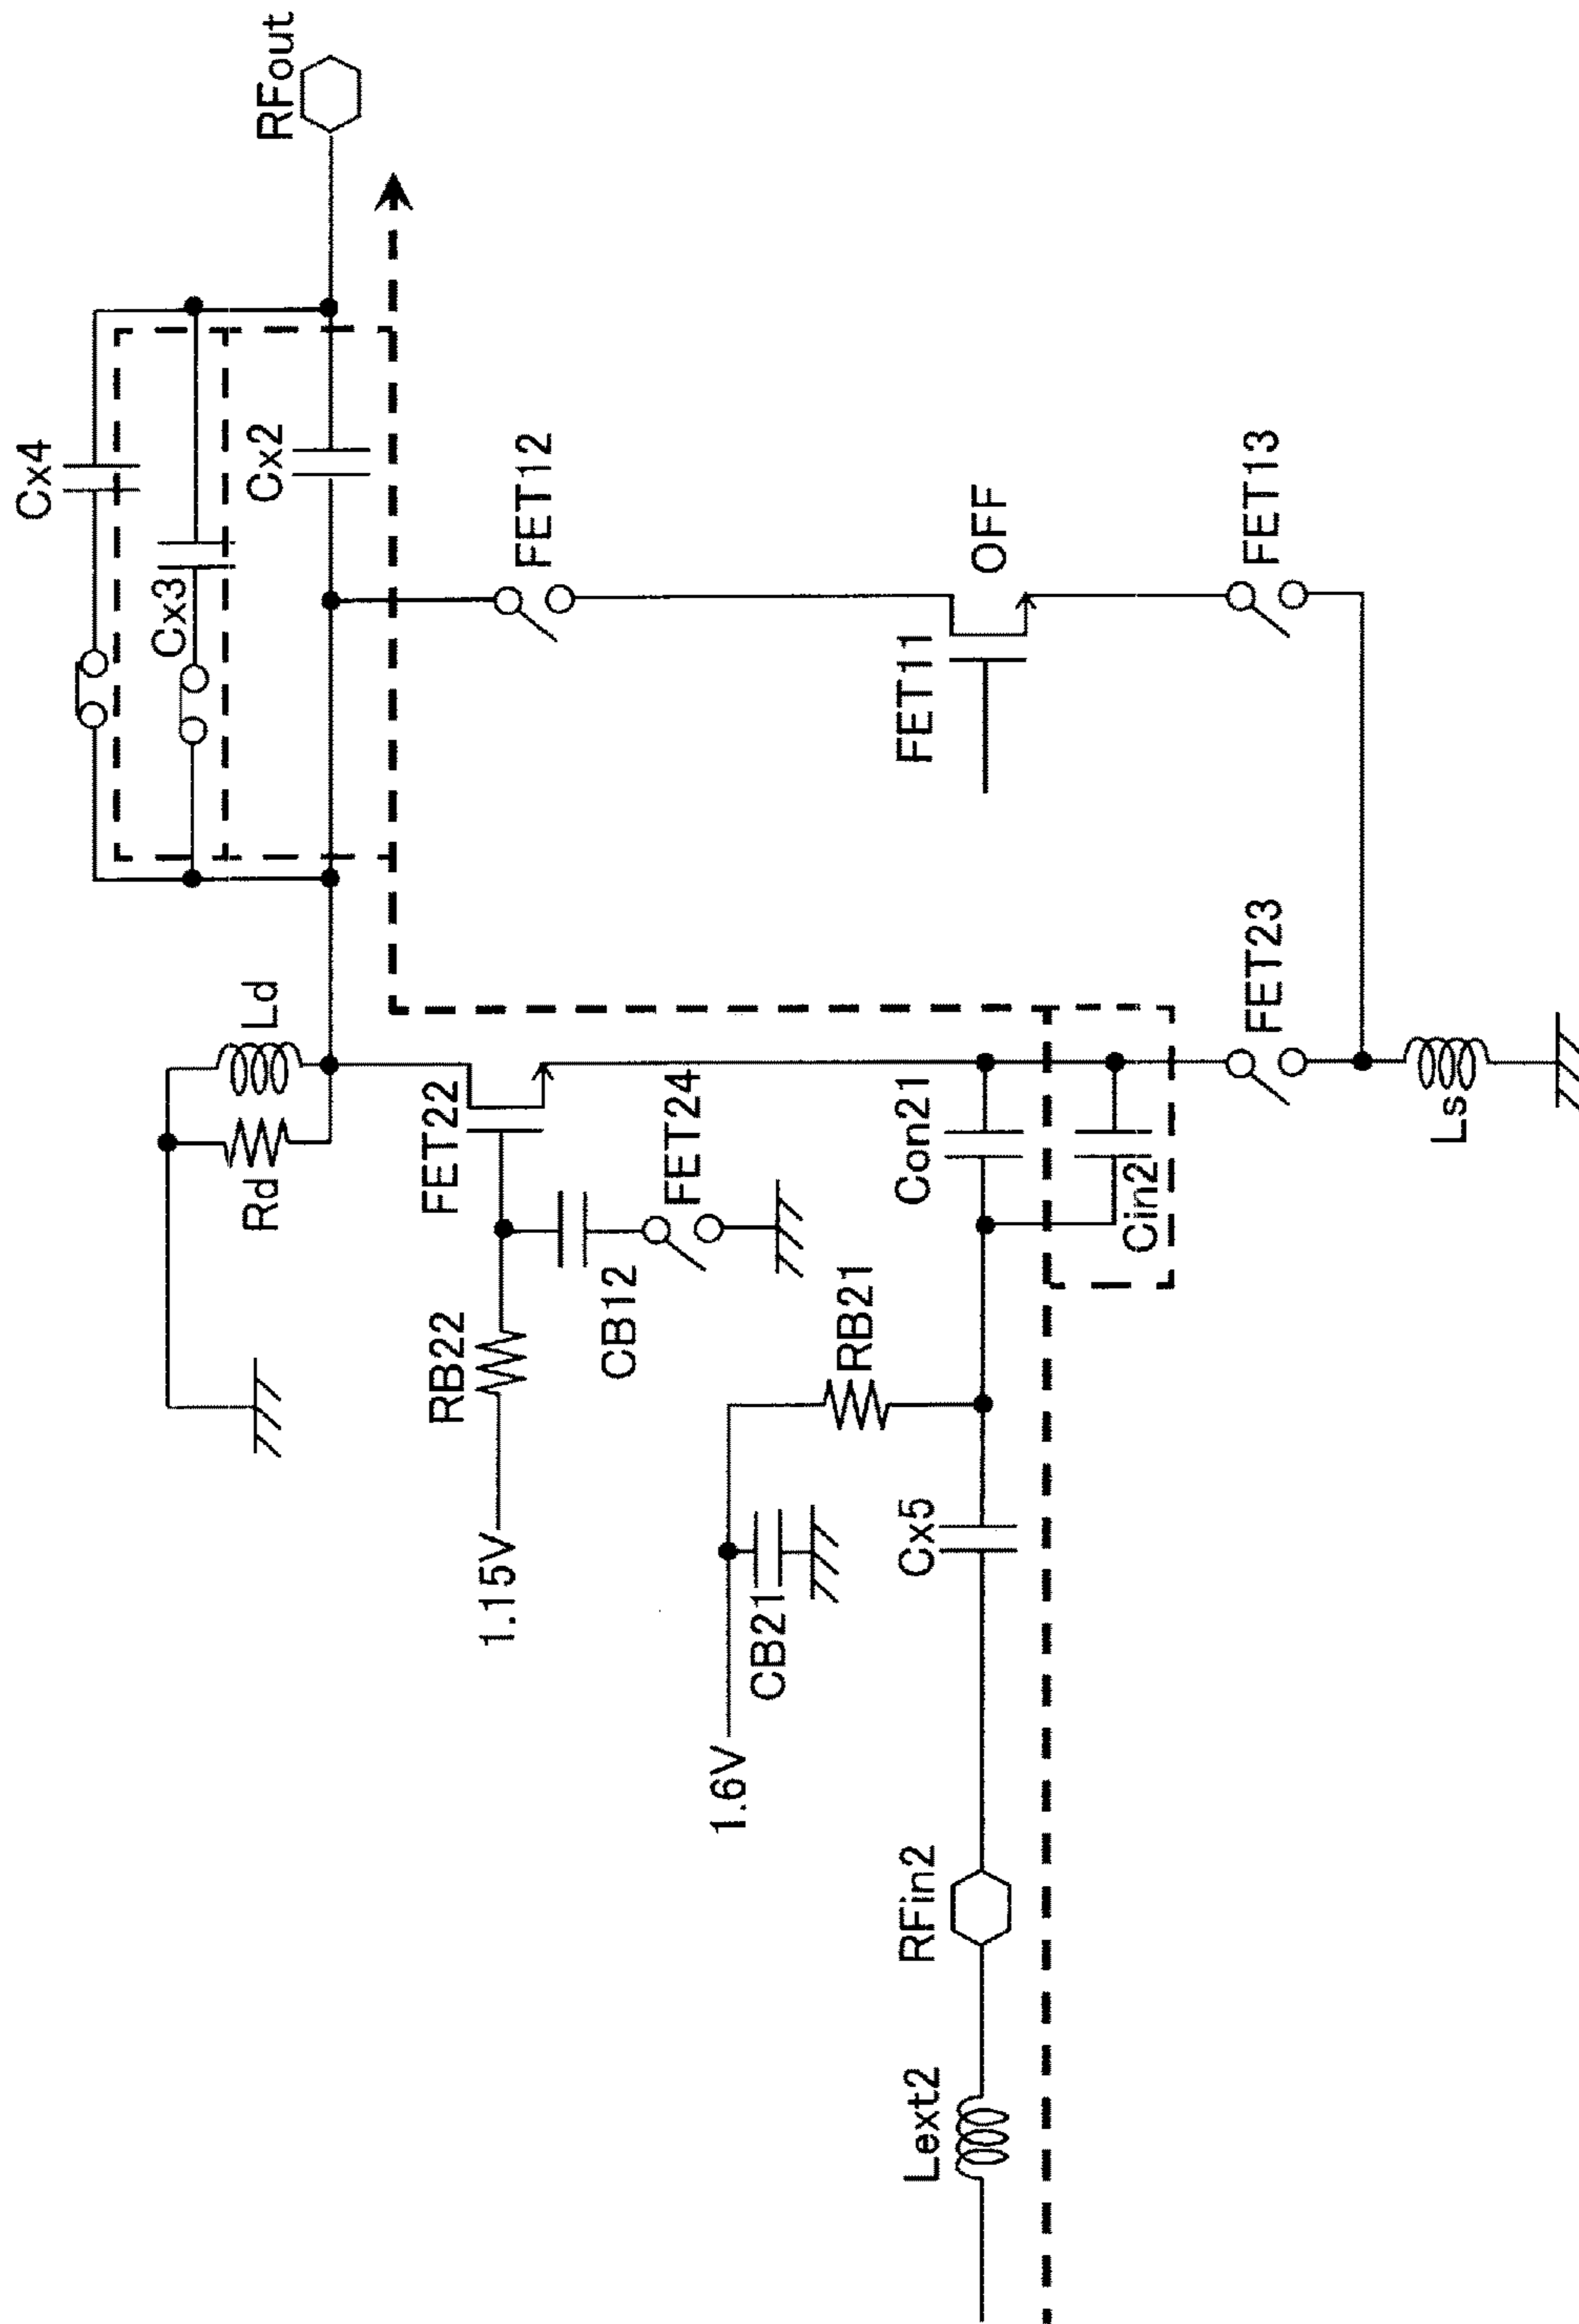 RFout
Cx4
Cx3
Cx2
FET12
OFF
FET11
FET13
Ld
Rd
FET22
FET24
RB22
CB12
1.15V
FET23
Con21
Cin2
Ls
RB21
CB21
1.6V
Cx5
RFin2
Lext2